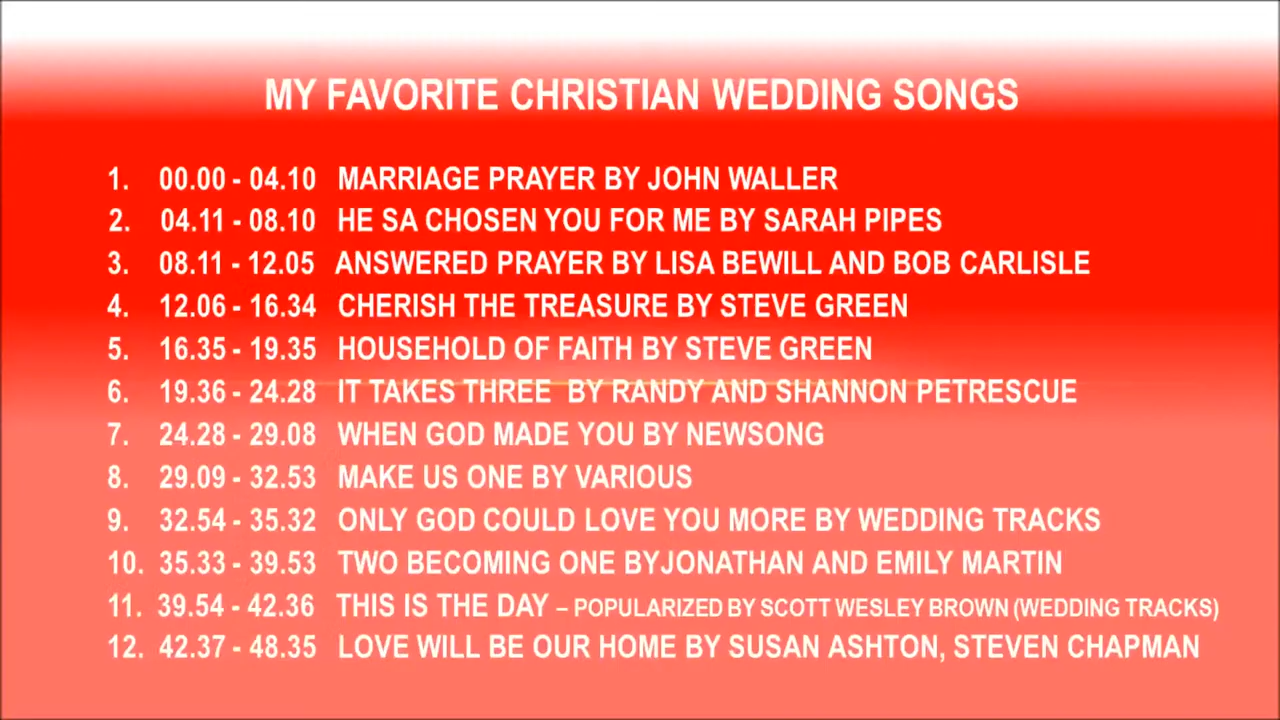 MY FAVORITE CHRISTIAN WEDDING SONGS
1. 00.00 - 04.10 MARRIAGE PRAYER BY JOHN WALLER
2. 04.11 - 08.10 HE SA CHOSEN YOU FOR ME BY SARAH PIPES
3. 08.11 - 12.05 ANSWERED PRAYER BY LISA BEWILL AND BOB CARLISLE
4. 12.06 - 16.34 CHERISH THE TREASURE BY STEVE GREEN
5. 16.35 - 19.35 HOUSEHOLD OF FAITH BY STEVE GREEN
6. 19.36 - 24.28 IT TAKES THREE BY RANDY AND SHANNON PETRESCUE
7. 24.28 - 29.08 WHEN GOD MADE YOU BY NEWSONG
8. 29.09 - 32.53 MAKE US ONE BY VARIOUS
9. 32.54 - 35.32 ONLY GOD COULD LOVE YOU MORE BY WEDDING TRACKS
10. 35.33 - 39.53 TWO BECOMING ONE BYJONATHAN AND EMILY MARTIN
11. 39.54 - 42.36 THIS IS THE DAY – POPULARIZED BY SCOTT WESLEY BROWN (WEDDING TRACKS)
12. 42.37 - 48.35 LOVE WILL BE OUR HOME BY SUSAN ASHTON, STEVEN CHAPMAN